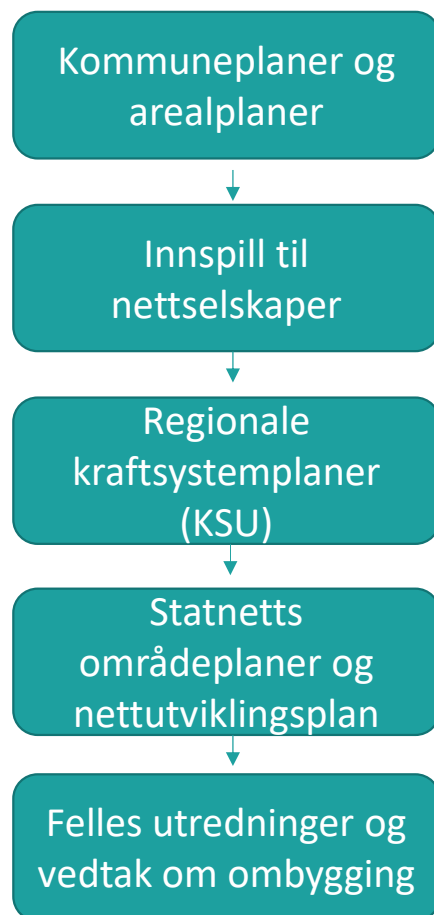 Kommuneplaner og
arealplaner
Innspill til
nettselskaper
Regionale
kraftsystemplaner
(KSU)
Statnetts
områdeplaner og
nettutviklingsplan
Felles utredninger og
vedtak om ombygging